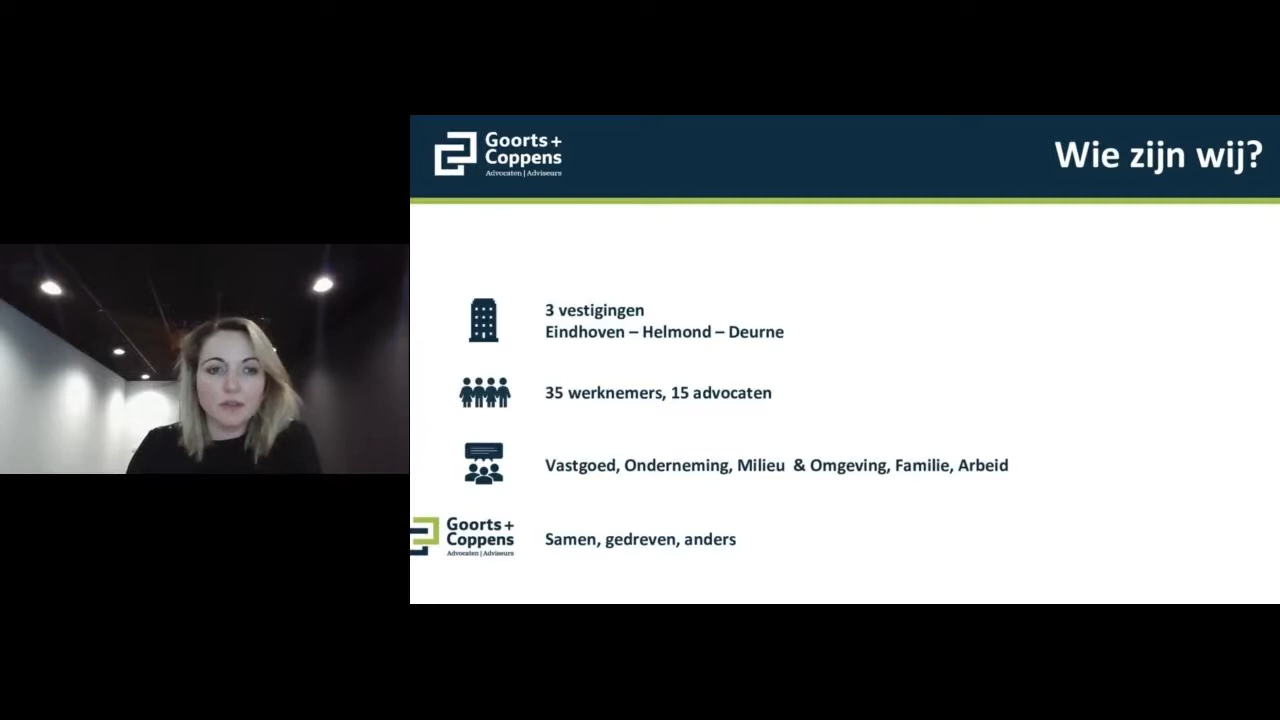 Goorts +
Coppens
Advocaten | Adviseurs
Wie zijn wij?
3 vestigingen
Eindhoven – Helmond – Deurne
35 werknemers, 15 advocaten
Vastgoed, Onderneming, Milieu & Omgeving, Familie, Arbeid
Goorts +
Coppens
Advocaten | Adviseurs
Samen, gedreven, anders